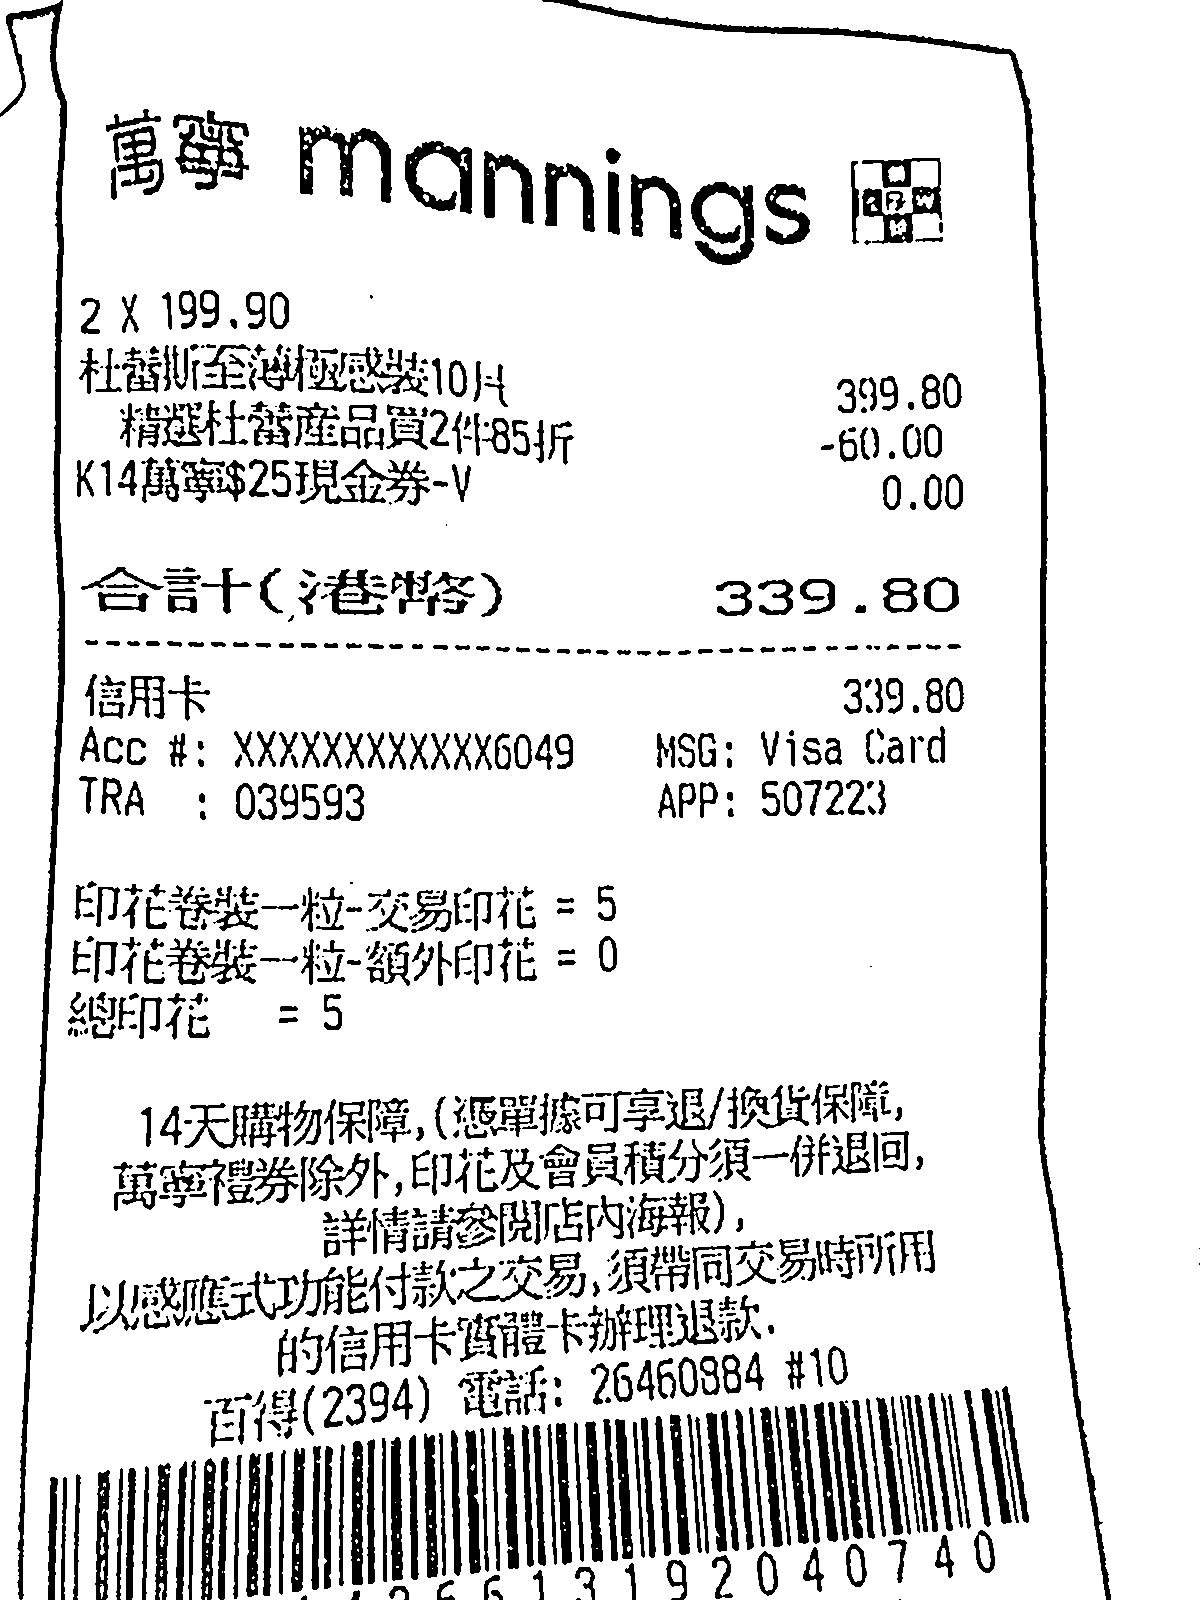 萬寧 mannings
2 X 199.90
杜蕾斯至薄極感裝10片 399.80
精選杜蕾產品買2件85折 -60.00
K14萬寧$25現金券-V 0.00
合計(港幣) 339.80
信用卡 339.80
Acc #: XXXXXXXXXXXX6049 MSG: Visa Card
TRA : 039593 APP: 507223
印花卷裝一粒-交易印花 = 5
印花卷裝一粒-額外印花 = 0
總印花 = 5
14天購物保障,(憑單據可享退/換貨保障,
萬寧禮券除外,印花及會員積分須一併退回,
詳情請參閱店內海報),
以感應式功能付款之交易,須帶同交易時所用
的信用卡實體卡辦理退款.
百得(2394) 電話: 26460884 #10
61319204074​0